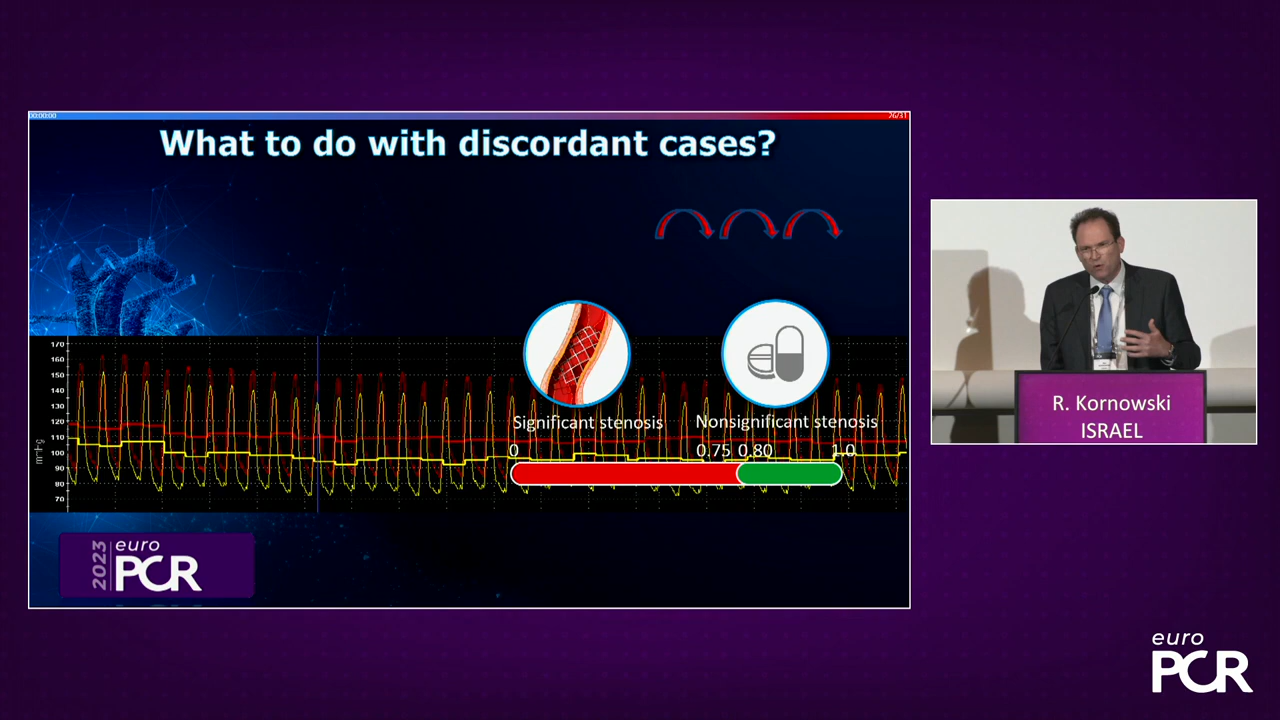 00:00:00
26/31
What to do with discordant cases?
170
160
150
140
130
120
110
100
90
80
70
Significant stenosis
Nonsignificant stenosis
0
0.75 0.80
1.0
2023
euro
PCR
R. Kornowski
ISRAEL
euro
PCR